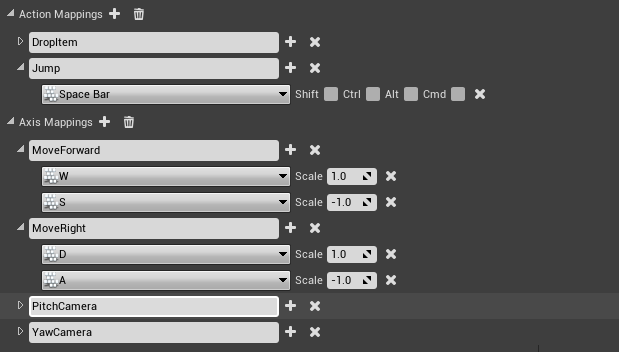 Action Mappings
DropItem
Jump
Space Bar Shift Ctrl Alt Cmd
Axis Mappings
MoveForward
W Scale 1.0
S Scale -1.0
MoveRight
D Scale 1.0
A Scale -1.0
PitchCamera
YawCamera